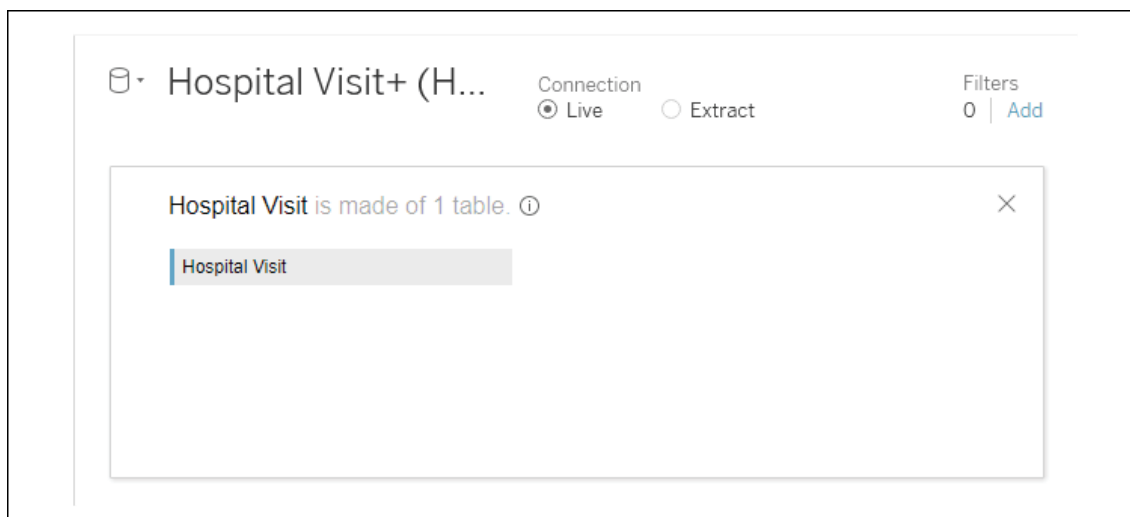 Hospital Visit+ (H...
Connection
Live Extract
Filters
0 | Add
Hospital Visit is made of 1 table.
Hospital Visit